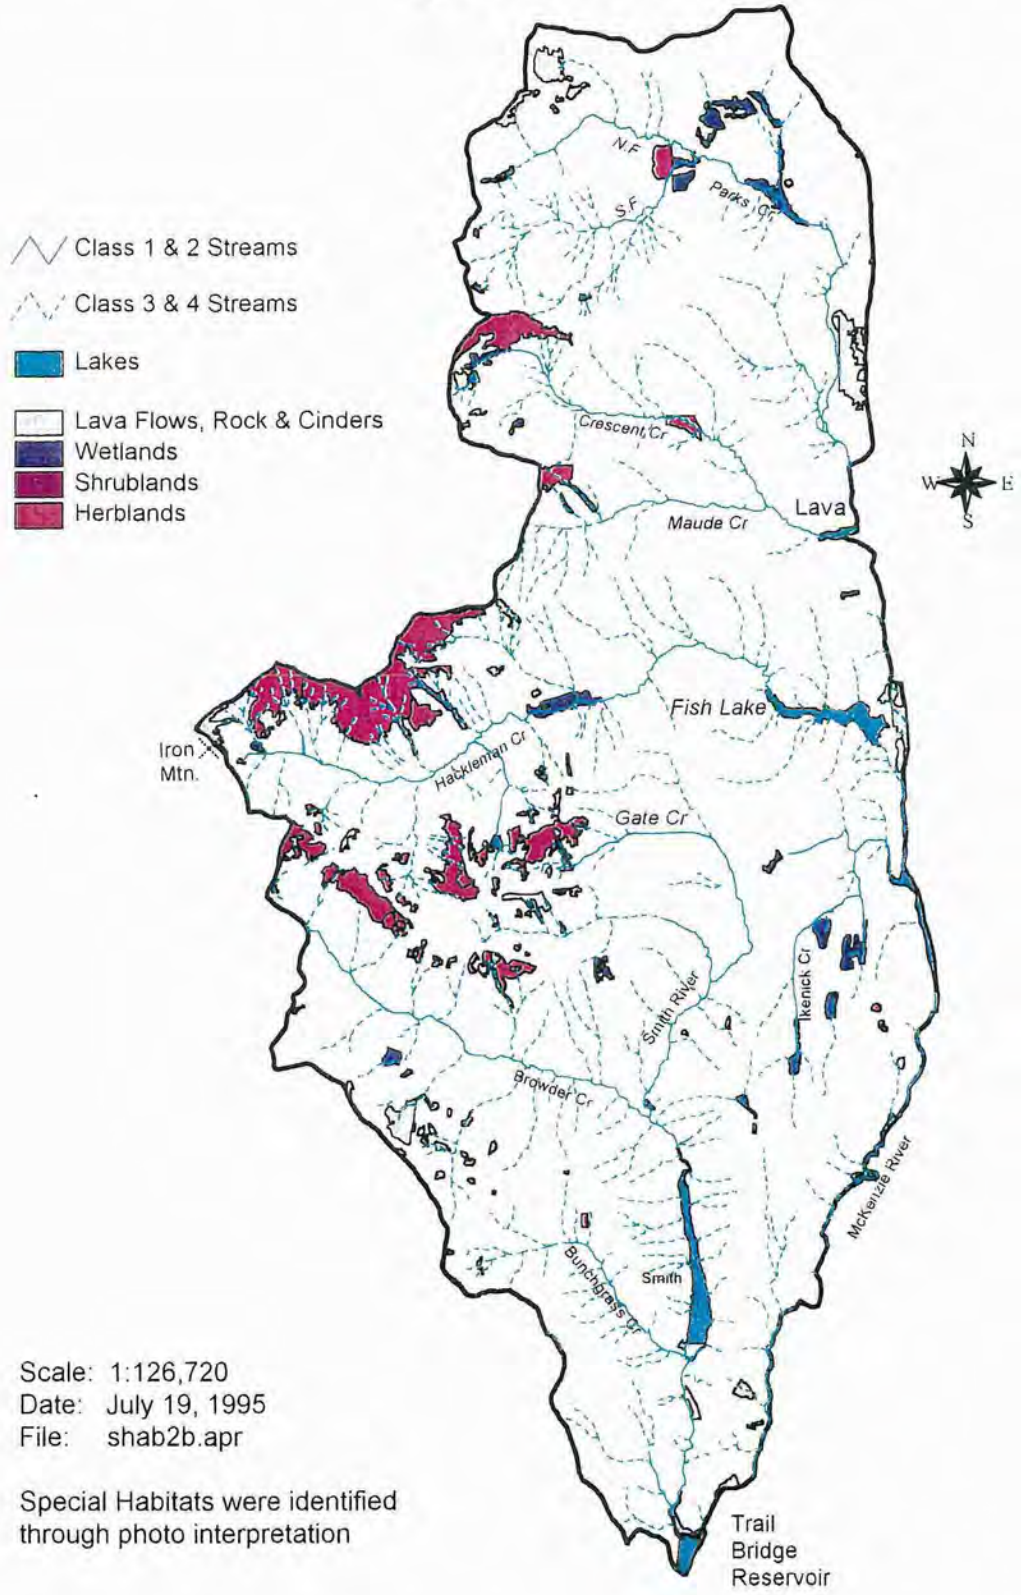 N.F
S.F
Parks Cr
Class 1 & 2 Streams
Class 3 & 4 Streams
Lakes
Lava Flows, Rock & Cinders
Wetlands
Shrublands
Herblands
Crescent Cr
N
W E
S
Lava
Maude Cr
Fish Lake
Iron
Mtn.
Hackleman Cr
Gate Cr
Ikenick Cr
Smith River
Browder Cr
McKenzie River
Smith
Bunchgrass Cr
Scale: 1:126,720
Date: July 19, 1995
File: shab2b.apr
Special Habitats were identified
through photo interpretation
Trail
Bridge
Reservoir